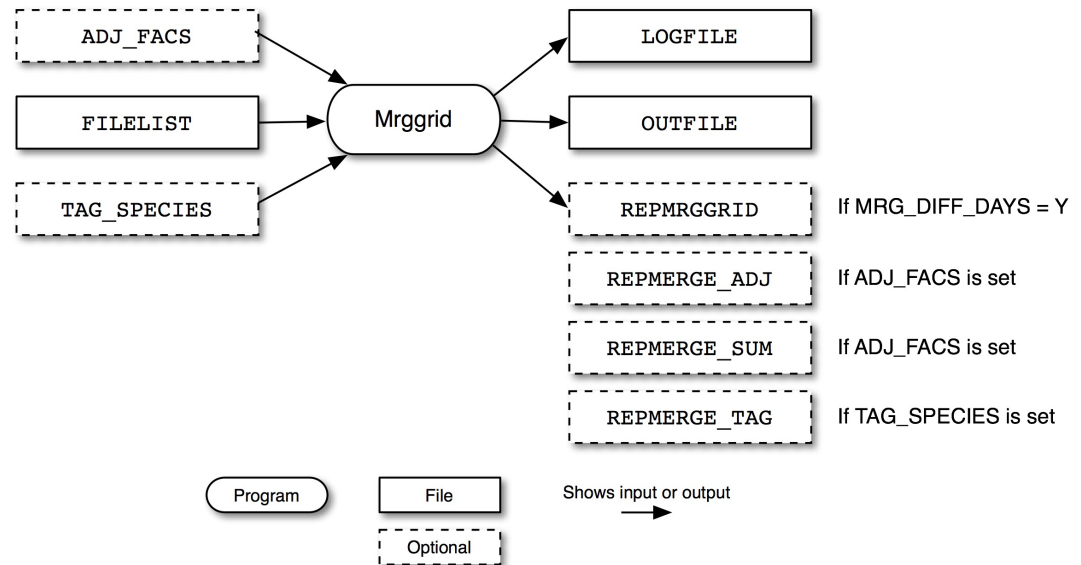 ADJ_FACS
FILELIST
TAG_SPECIES
Mrggrid
LOGFILE
OUTFILE
REPMRGGRID If MRG_DIFF_DAYS = Y
REPMERGE_ADJ If ADJ_FACS is set
REPMERGE_SUM If ADJ_FACS is set
REPMERGE_TAG If TAG_SPECIES is set
Program
File
Optional
Shows input or output